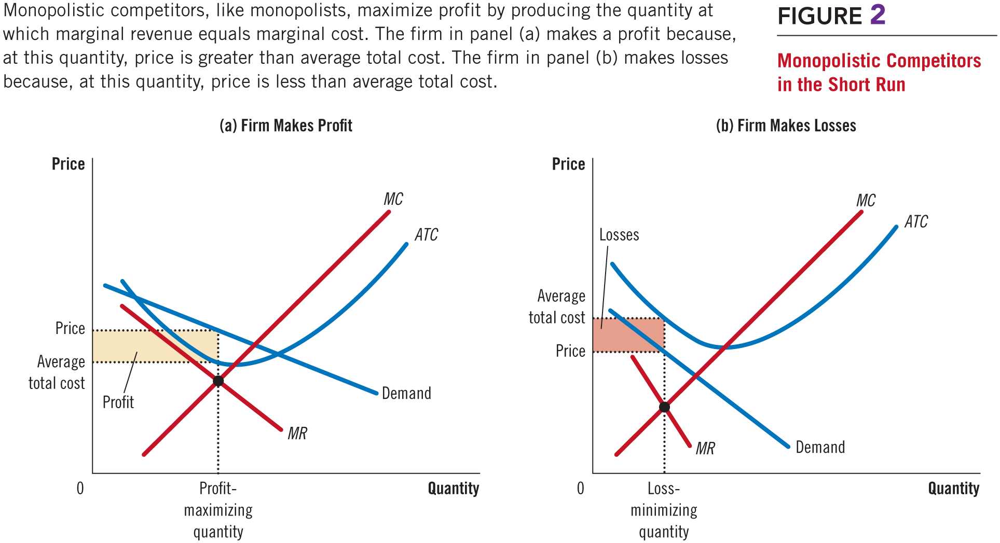 Monopolistic competitors, like monopolists, maximize profit by producing the quantity at
which marginal revenue equals marginal cost. The firm in panel (a) makes a profit because,
at this quantity, price is greater than average total cost. The firm in panel (b) makes losses
because, at this quantity, price is less than average total cost.
FIGURE 2
Monopolistic Competitors
in the Short Run
(a) Firm Makes Profit
Price
MC
ATC
Price
Average
total cost
Profit
Demand
MR
0
Profit-
maximizing
quantity
Quantity
(b) Firm Makes Losses
Price
MC
ATC
Losses
Average
total cost
Price
Demand
MR
0
Loss-
minimizing
quantity
Quantity